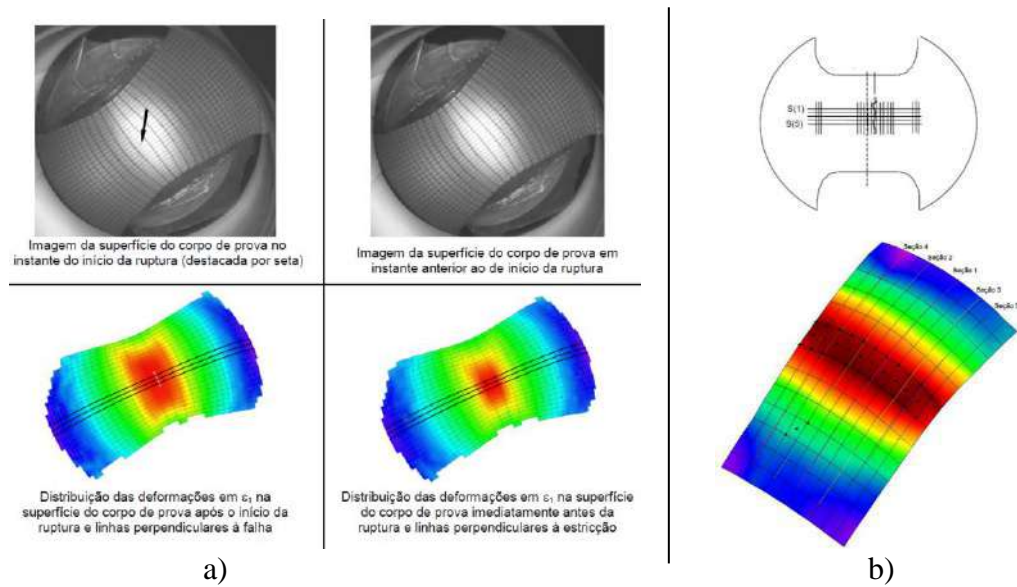 Imagem da superfície do corpo de prova no
instante do início da ruptura (destacada por seta)
Imagem da superfície do corpo de prova em
instante anterior ao de início da ruptura
Distribuição das deformações em ε₁ na
superfície do corpo de prova após o início da
ruptura e linhas perpendiculares à falha
Distribuição das deformações em ε₁ na superfície
do corpo de prova imediatamente antes da
ruptura e linhas perpendiculares à estricção
a)
S(1)
Seção 4
Seção 2
Seção 1
Seção 3
Seção 5
b)